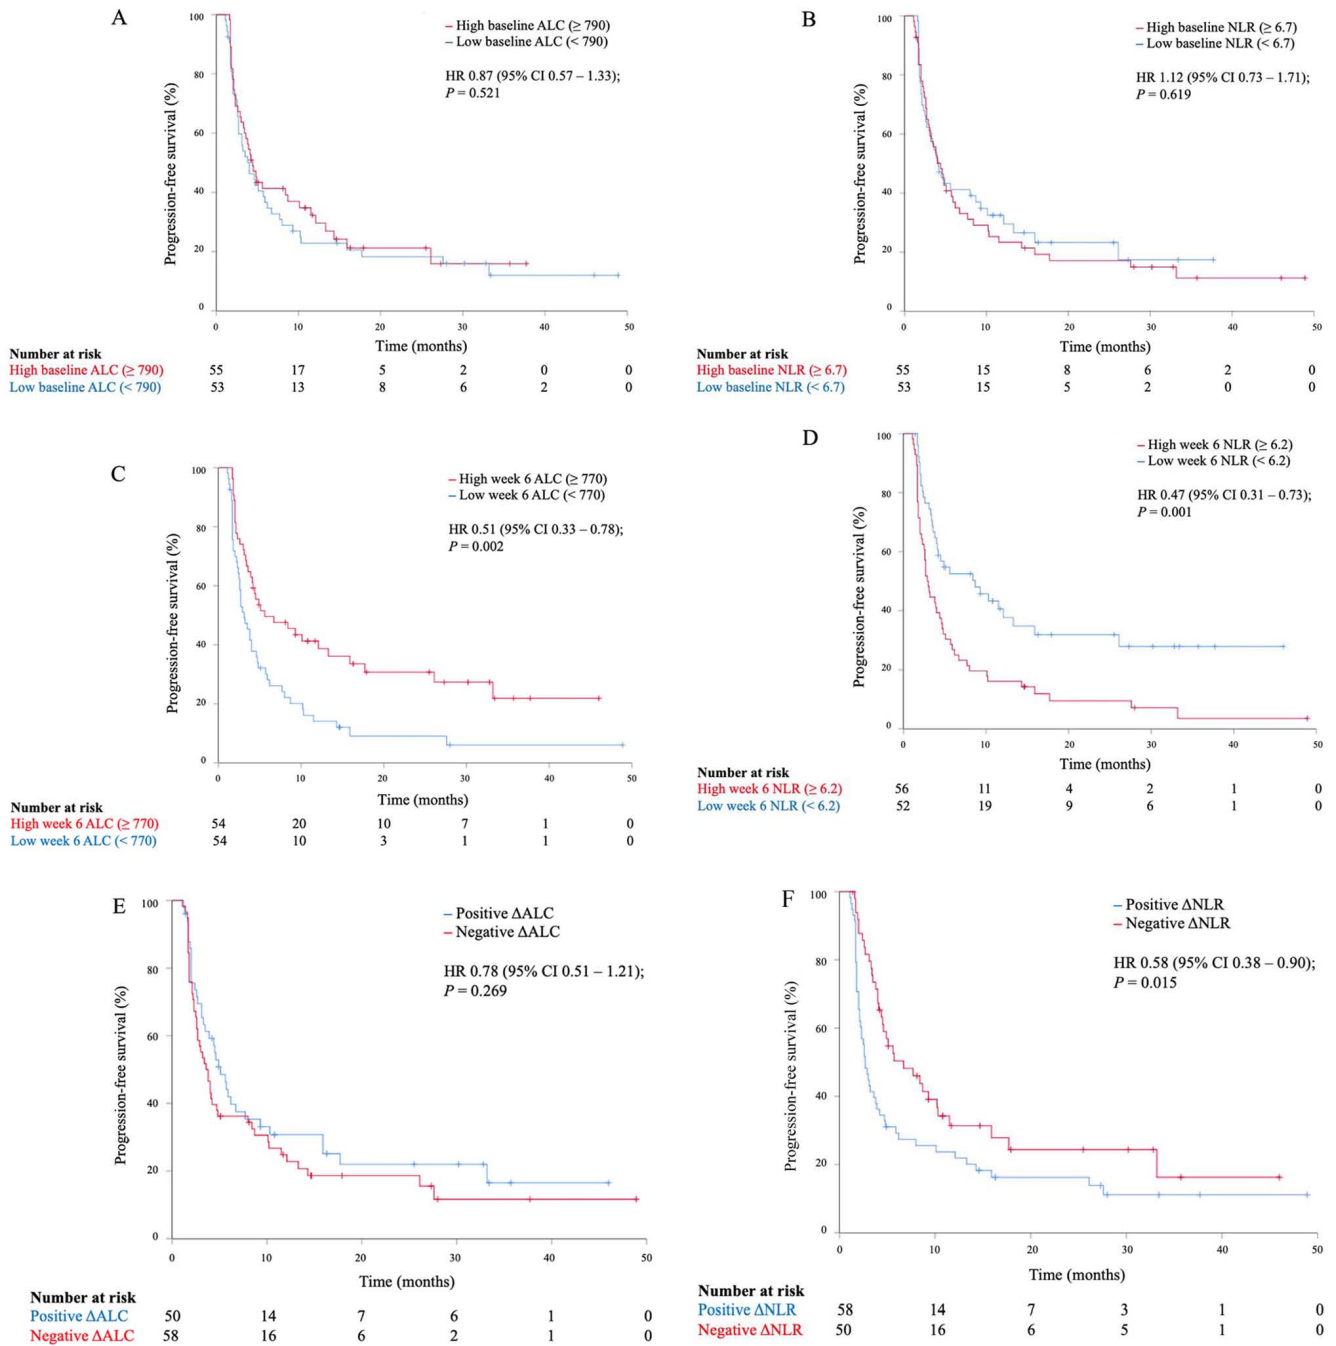 A
High baseline ALC (≥ 790)
Low baseline ALC (< 790)
HR 0.87 (95% CI 0.57 – 1.33);
P = 0.521
Progression-free survival (%)
100
80
60
40
20
0
0 10 20 30 40 50
Time (months)
Number at risk
High baseline ALC (≥ 790) 55 17 5 2 0 0
Low baseline ALC (< 790) 53 13 8 6 2 0
B
High baseline NLR (≥ 6.7)
Low baseline NLR (< 6.7)
HR 1.12 (95% CI 0.73 – 1.71);
P = 0.619
Progression-free survival (%)
100
80
60
40
20
0
0 10 20 30 40 50
Time (months)
Number at risk
High baseline NLR (≥ 6.7) 55 15 8 6 2 0
Low baseline NLR (< 6.7) 53 15 5 2 0 0
C
High week 6 ALC (≥ 770)
Low week 6 ALC (< 770)
HR 0.51 (95% CI 0.33 – 0.78);
P = 0.002
Progression-free survival (%)
100
80
60
40
20
0
0 10 20 30 40 50
Time (months)
Number at risk
High week 6 ALC (≥ 770) 54 20 10 7 1 0
Low week 6 ALC (< 770) 54 10 3 1 1 0
D
High week 6 NLR (≥ 6.2)
Low week 6 NLR (< 6.2)
HR 0.47 (95% CI 0.31 – 0.73);
P = 0.001
Progression-free survival (%)
100
80
60
40
20
0
0 10 20 30 40 50
Time (months)
Number at risk
High week 6 NLR (≥ 6.2) 56 11 4 2 1 0
Low week 6 NLR (< 6.2) 52 19 9 6 1 0
E
Positive ΔALC
Negative ΔALC
HR 0.78 (95% CI 0.51 – 1.21);
P = 0.269
Progression-free survival (%)
100
80
60
40
20
0
0 10 20 30 40 50
Time (months)
Number at risk
Positive ΔALC 50 14 7 6 1 0
Negative ΔALC 58 16 6 2 1 0
F
Positive ΔNLR
Negative ΔNLR
HR 0.58 (95% CI 0.38 – 0.90);
P = 0.015
Progression-free survival (%)
100
80
60
40
20
0
0 10 20 30 40 50
Time (months)
Number at risk
Positive ΔNLR 58 14 7 3 1 0
Negative ΔNLR 50 16 6 5 1 0